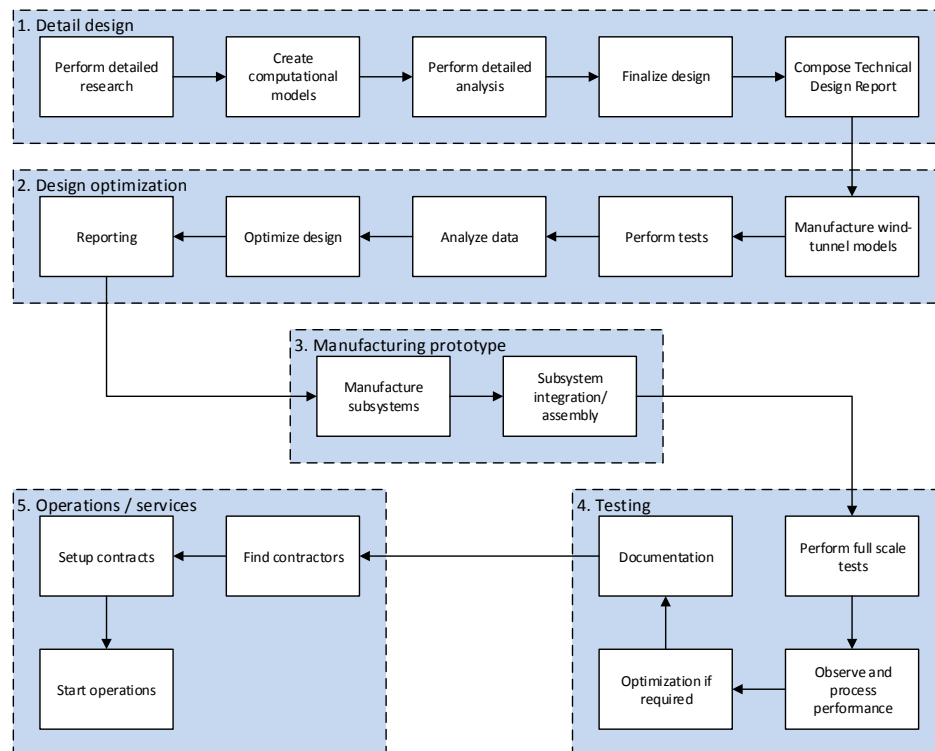 1. Detail design
Perform detailed
research
Create
computational
models
Perform detailed
analysis
Finalize design
Compose Technical
Design Report
2. Design optimization
Reporting
Optimize design
Analyze data
Perform tests
Manufacture wind-
tunnel models
3. Manufacturing prototype
Manufacture
subsystems
Subsystem
integration/
assembly
5. Operations / services
Setup contracts
Find contractors
Start operations
4. Testing
Documentation
Perform full scale
tests
Optimization if
required
Observe and
process
performance